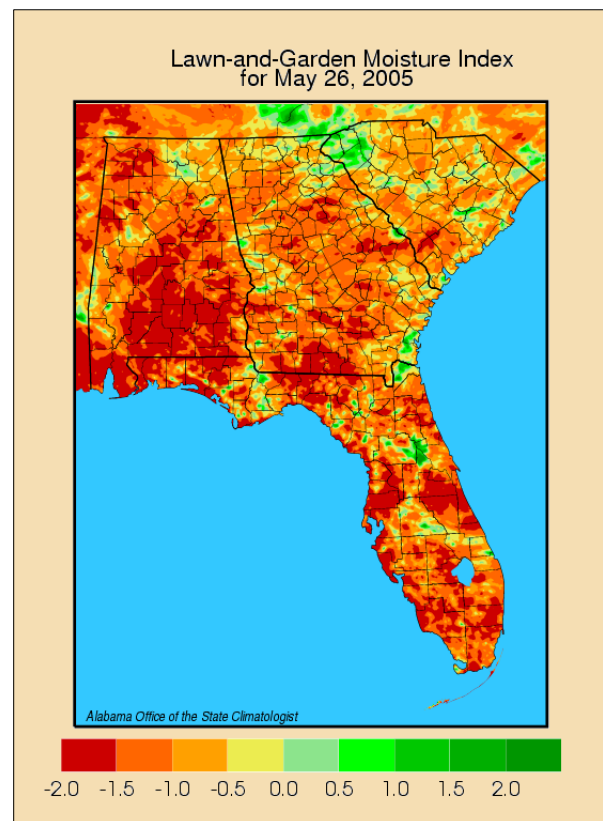 Lawn-and-Garden Moisture Index
for May 26, 2005
Alabama Office of the State Climatologist
-2.0 -1.5 -1.0 -0.5 0.0 0.5 1.0 1.5 2.0